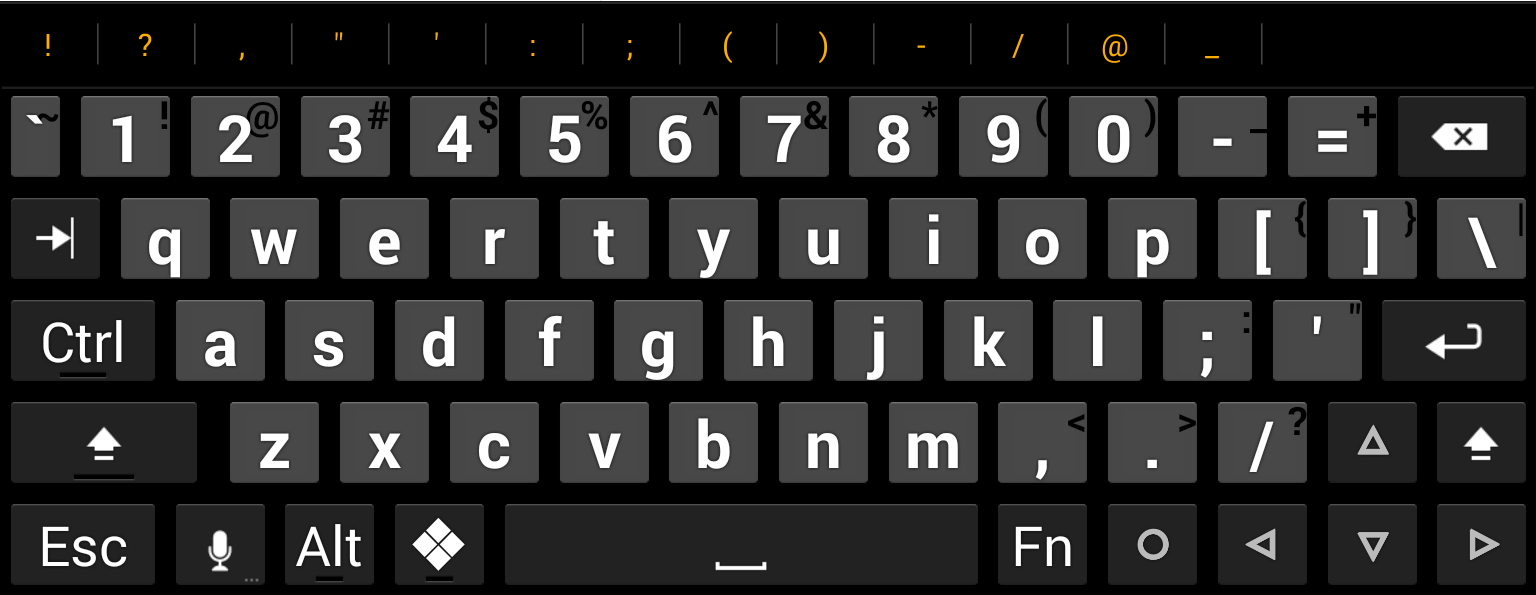 ! ? , " ' : ; ( ) - / @ _
` ~ 1 ! 2 @ 3 # 4 $ 5 % 6 ^ 7 & 8 * 9 ( 0 ) - _ = +
q w e r t y u i o p [ { ] } \ |
Ctrl a s d f g h j k l ; : ' "
z x c v b n m , < . > / ?
Esc ... Alt Fn